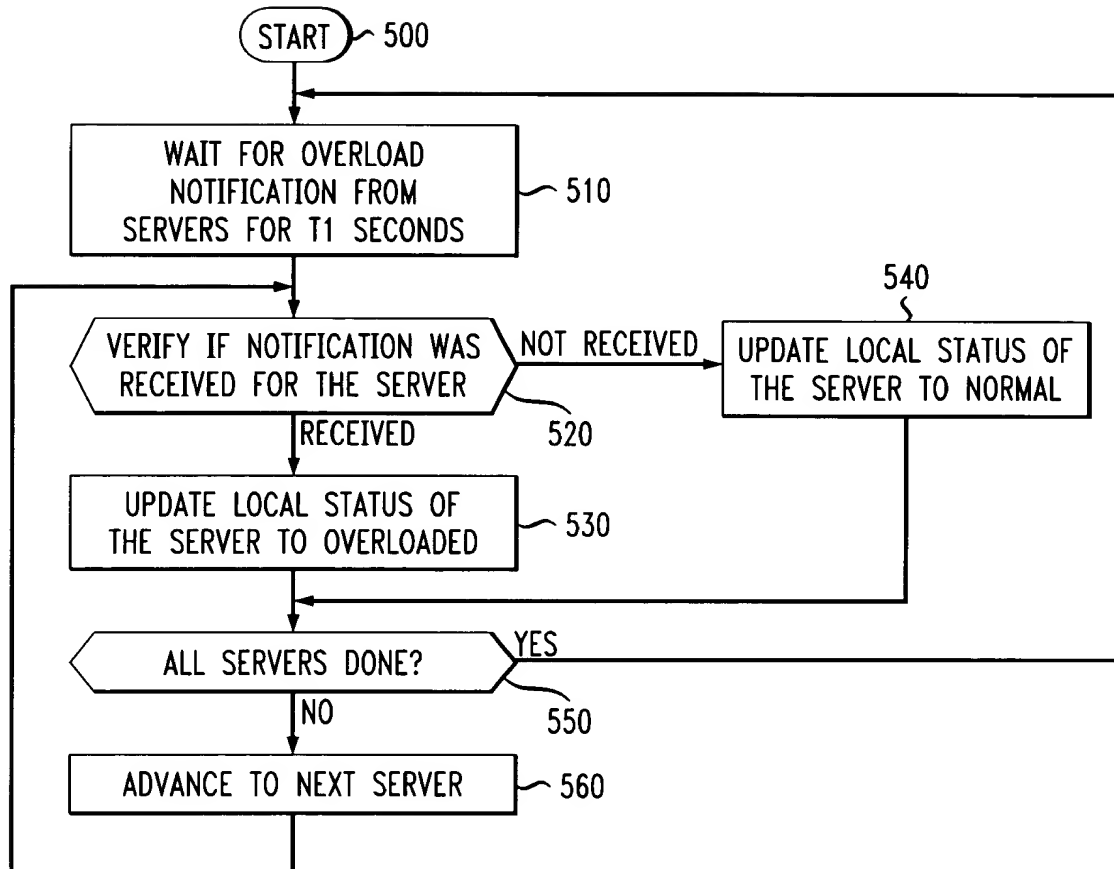 START
500
WAIT FOR OVERLOAD
NOTIFICATION FROM
SERVERS FOR T1 SECONDS
510
VERIFY IF NOTIFICATION WAS
RECEIVED FOR THE SERVER
520
NOT RECEIVED
540
UPDATE LOCAL STATUS OF
THE SERVER TO NORMAL
RECEIVED
UPDATE LOCAL STATUS OF
THE SERVER TO OVERLOADED
530
ALL SERVERS DONE?
YES
550
NO
ADVANCE TO NEXT SERVER
560